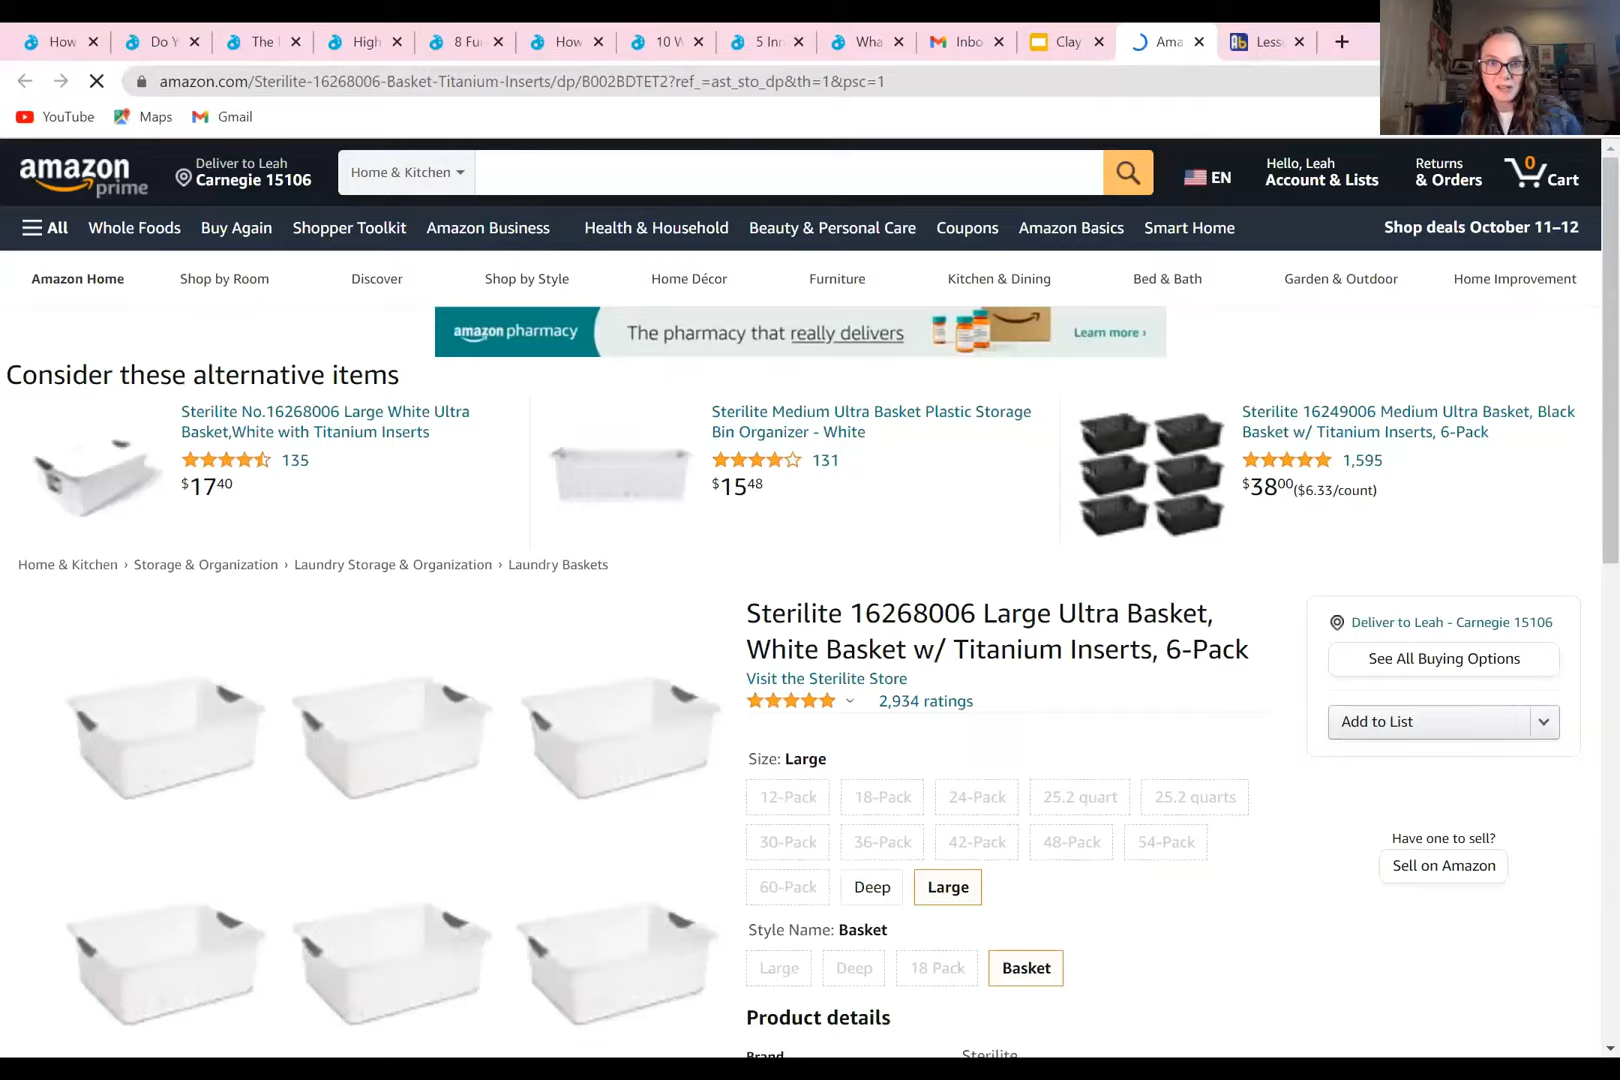 How
Do Y
The I
High
8 Fu
How
10 W
5 Inn
Wha
Inbo
Clay
Ama
Less
amazon.com/Sterilite-16268006-Basket-Titanium-Inserts/dp/B002BDTET2?ref_=ast_sto_dp&th=1&psc=1
YouTube
Maps
Gmail
amazon prime
Deliver to Leah
Carnegie 15106
Home & Kitchen
EN
Hello, Leah
Account & Lists
Returns
& Orders
0
Cart
All
Whole Foods
Buy Again
Shopper Toolkit
Amazon Business
Health & Household
Beauty & Personal Care
Coupons
Amazon Basics
Smart Home
Shop deals October 11–12
Amazon Home
Shop by Room
Discover
Shop by Style
Home Décor
Furniture
Kitchen & Dining
Bed & Bath
Garden & Outdoor
Home Improvement
amazon pharmacy
The pharmacy that really delivers
Learn more ›
Consider these alternative items
Sterilite No.16268006 Large White Ultra
Basket,White with Titanium Inserts
135
$17 40
Sterilite Medium Ultra Basket Plastic Storage
Bin Organizer - White
131
$15 48
Sterilite 16249006 Medium Ultra Basket, Black
Basket w/ Titanium Inserts, 6-Pack
1,595
$38 00 ($6.33/count)
Home & Kitchen › Storage & Organization › Laundry Storage & Organization › Laundry Baskets
Sterilite 16268006 Large Ultra Basket,
White Basket w/ Titanium Inserts, 6-Pack
Visit the Sterilite Store
2,934 ratings
Size: Large
12-Pack
18-Pack
24-Pack
25.2 quart
25.2 quarts
30-Pack
36-Pack
42-Pack
48-Pack
54-Pack
60-Pack
Deep
Large
Style Name: Basket
Large
Deep
18 Pack
Basket
Product details
Brand
Sterilite
Deliver to Leah - Carnegie 15106
See All Buying Options
Add to List
Have one to sell?
Sell on Amazon